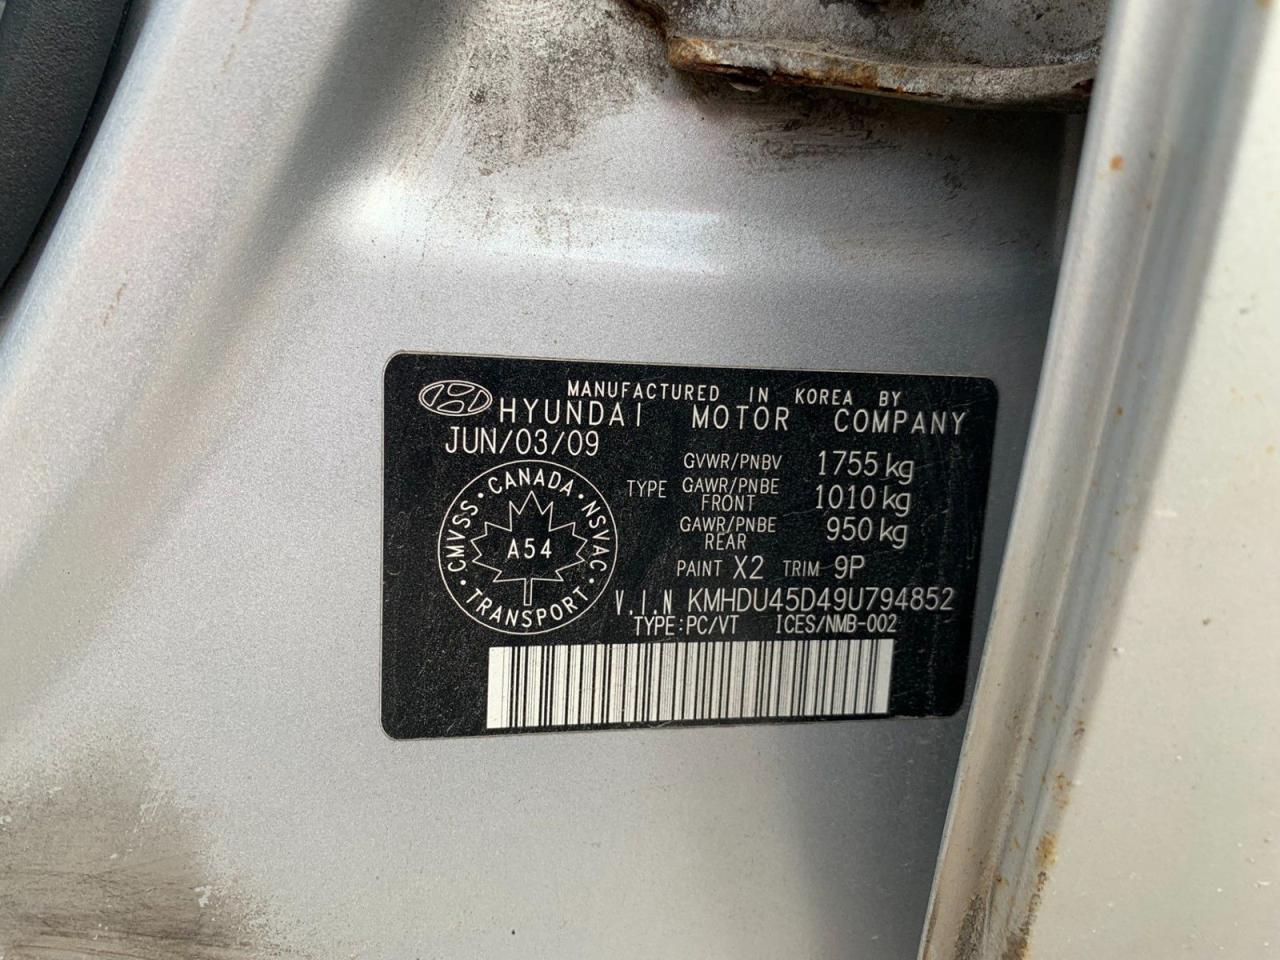 MANUFACTURED IN KOREA BY
HYUNDAI MOTOR COMPANY
JUN/03/09
GVWR/PNBV 1755 kg
TYPE GAWR/PNBE FRONT 1010 kg
GAWR/PNBE REAR 950 kg
PAINT X2 TRIM 9P
CMVSS · CANADA · NSVAC · TRANSPORT ·
A54
V.I.N KMHDU45D49U794852
TYPE: PC/VT ICES/NMB-002